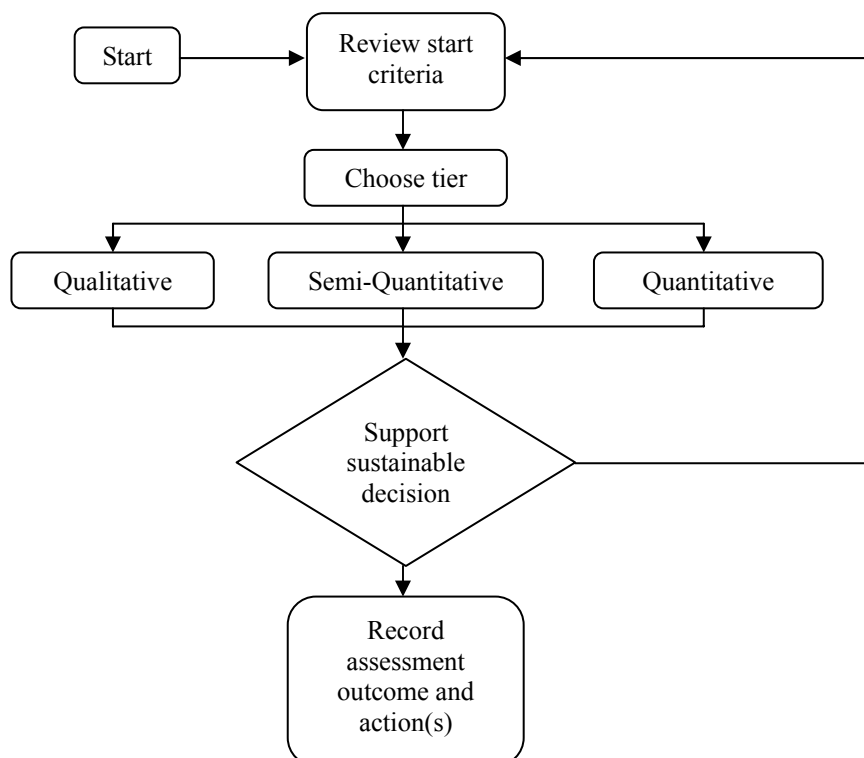 Start
Review start
criteria
Choose tier
Qualitative
Semi-Quantitative
Quantitative
Support
sustainable
decision
Record
assessment
outcome and
action(s)